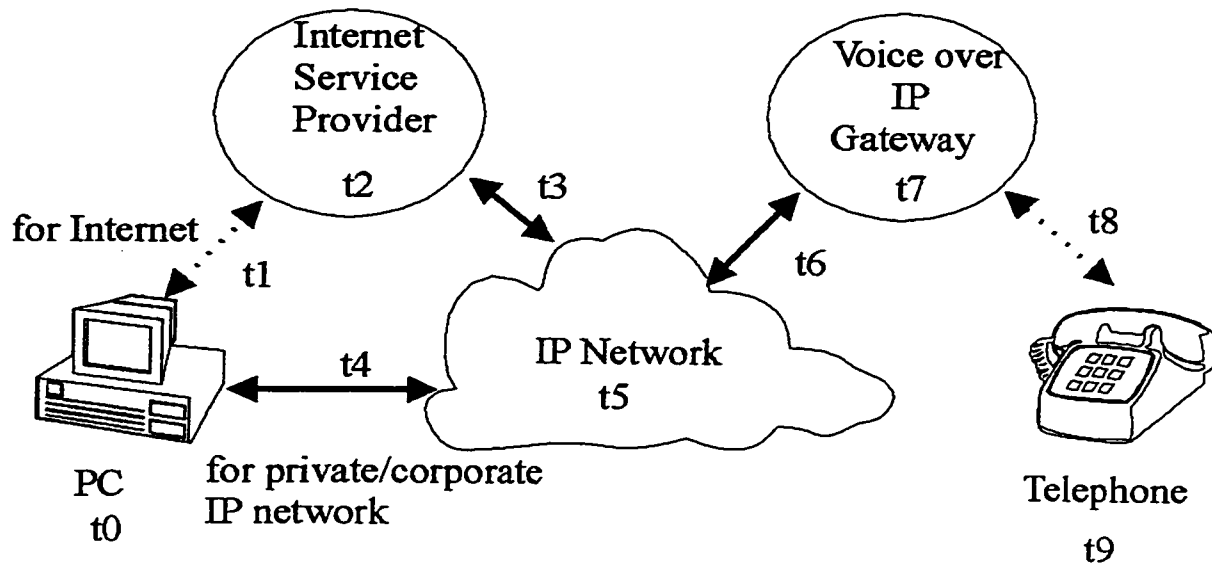 Internet
Service
Provider
t2
Voice over
IP
Gateway
t7
t3
for Internet
t1
t6
t8
t4
IP Network
t5
PC
t0
for private/corporate
IP network
Telephone
t9